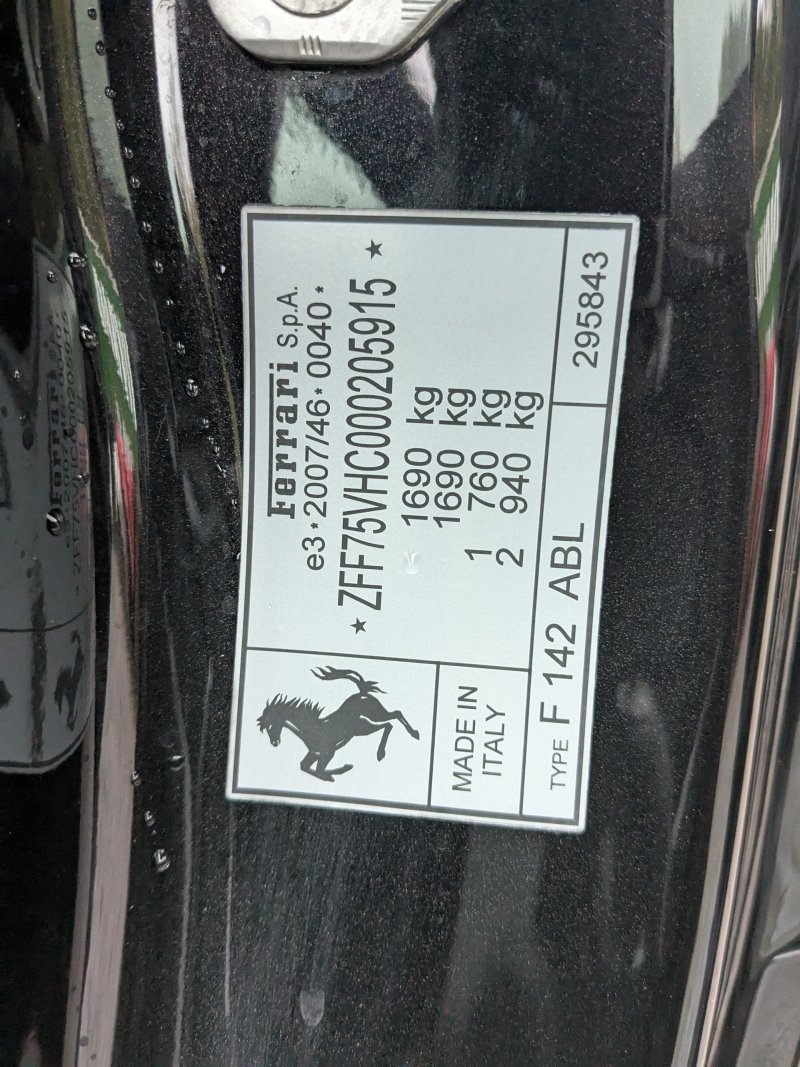 Ferrari S.p.A.
e3*2007/46*0040*
★ ZFF75VHC000205915 ★
1690 kg
1690 kg
1 760 kg
2 940 kg
MADE IN
ITALY
TYPE F 142 ABL
295843